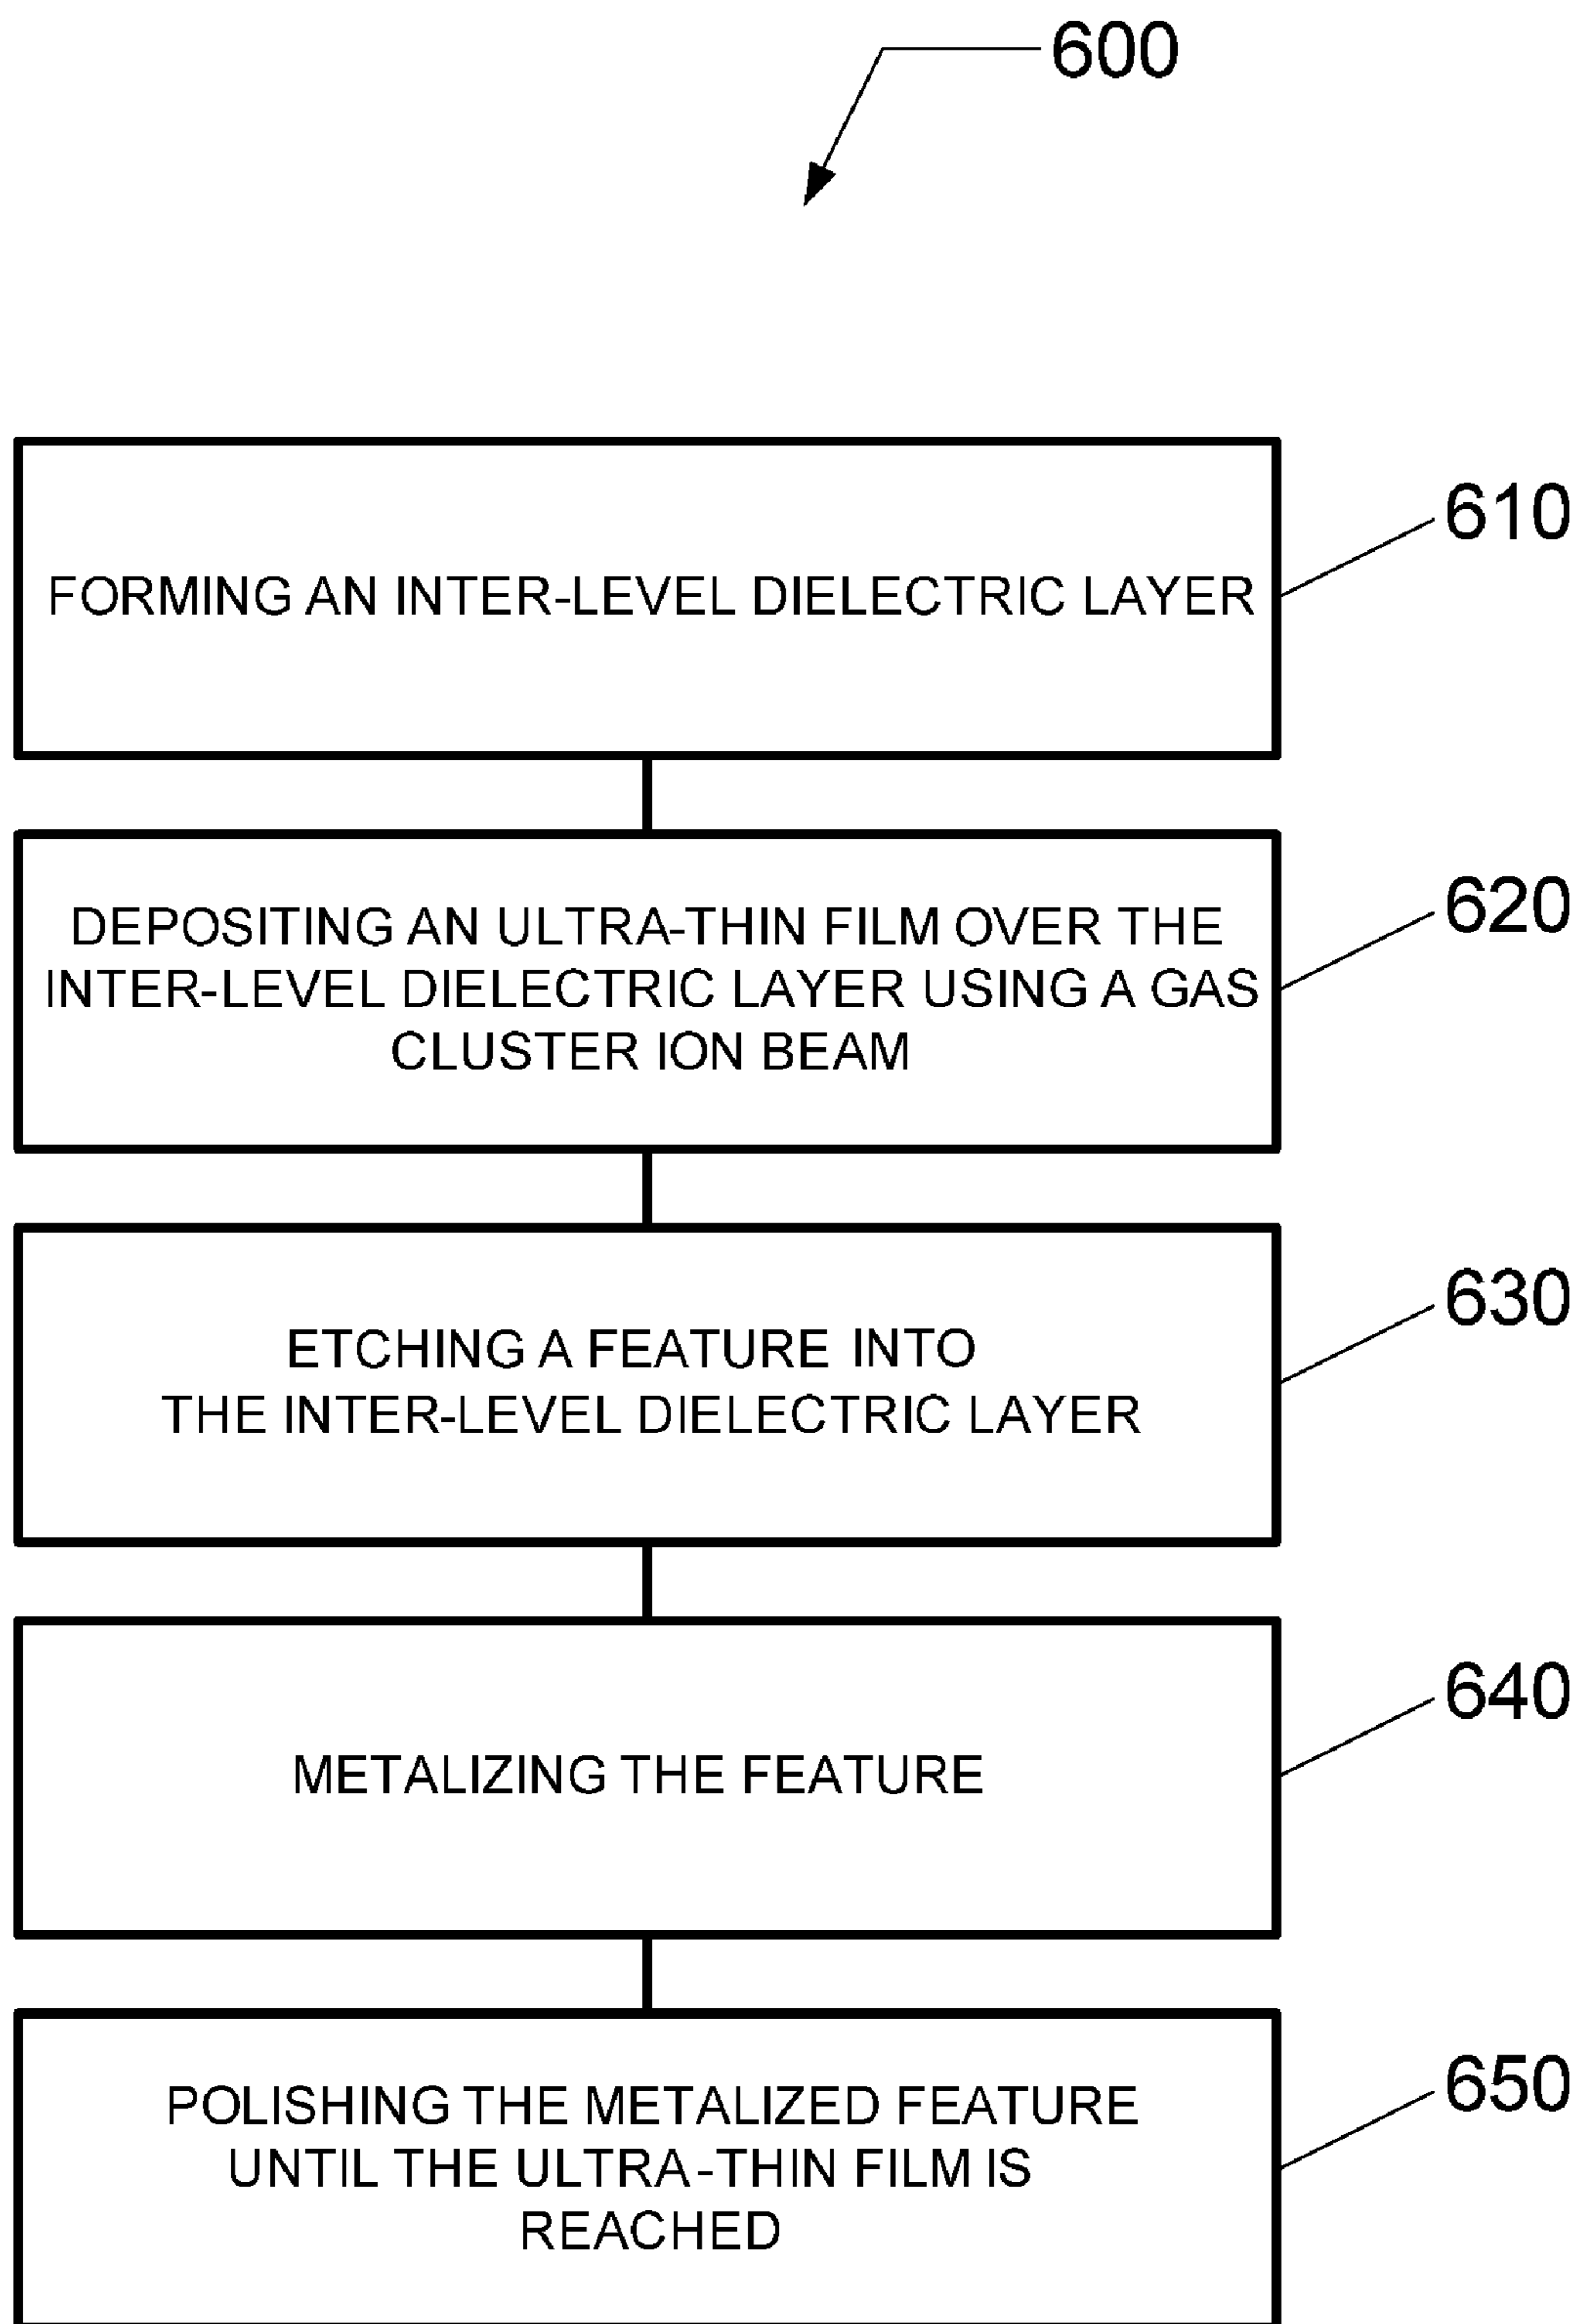 600
FORMING AN INTER-LEVEL DIELECTRIC LAYER
610
DEPOSITING AN ULTRA-THIN FILM OVER THE
INTER-LEVEL DIELECTRIC LAYER USING A GAS
CLUSTER ION BEAM
620
ETCHING A FEATURE INTO
THE INTER-LEVEL DIELECTRIC LAYER
630
METALIZING THE FEATURE
640
POLISHING THE METALIZED FEATURE
UNTIL THE ULTRA-THIN FILM IS
REACHED
650